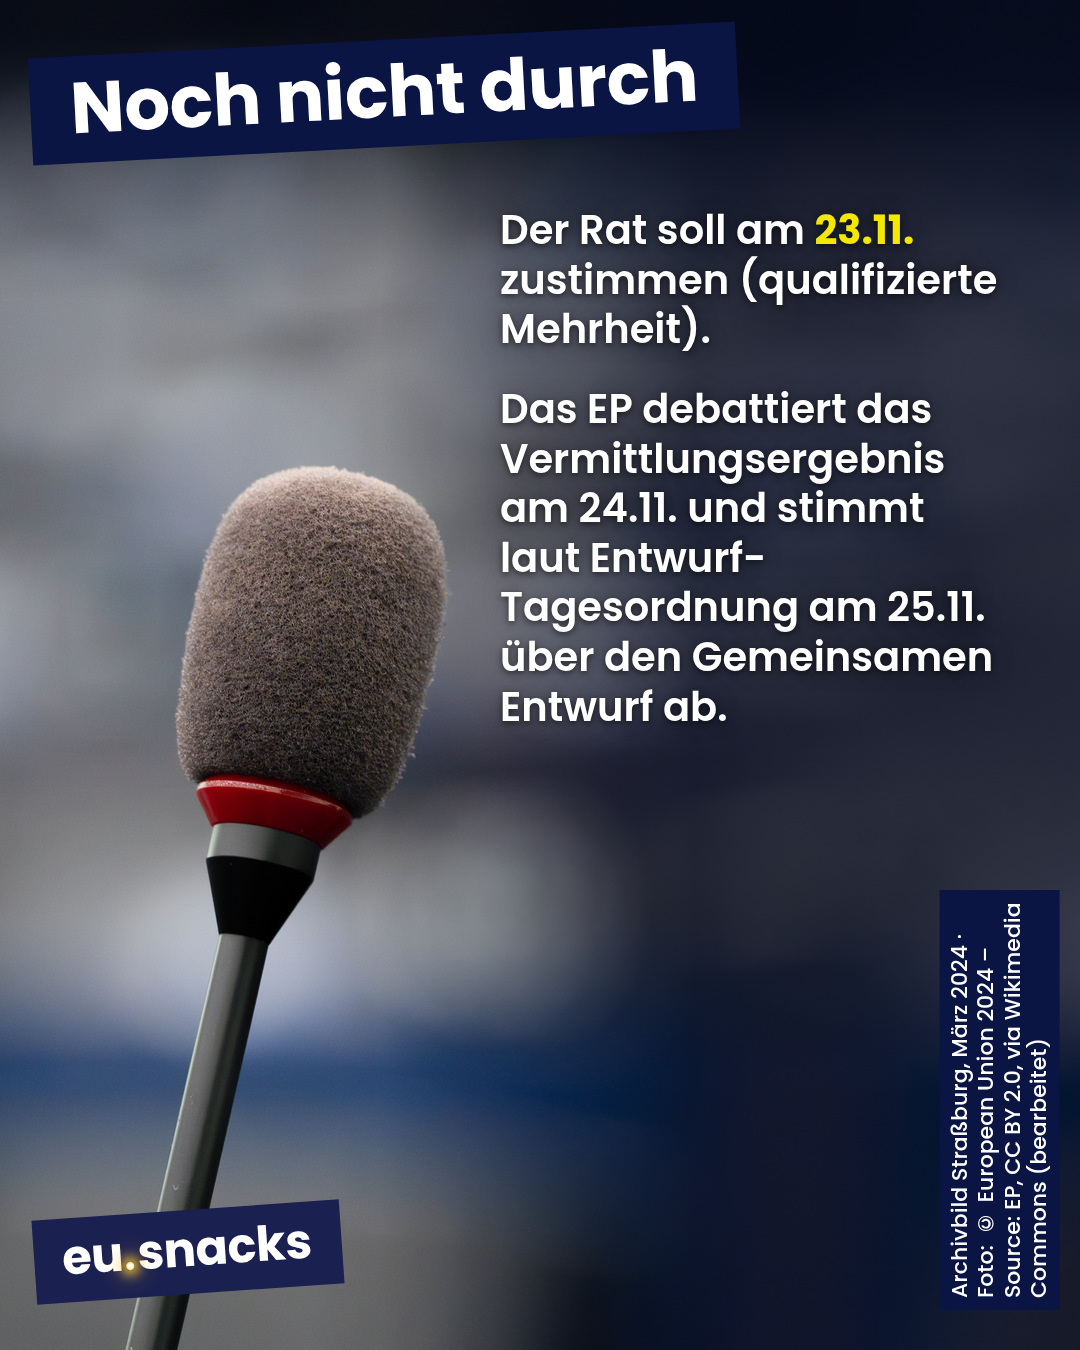 Noch nicht durch
Der Rat soll am 23.11.
zustimmen (qualifizierte
Mehrheit).
Das EP debattiert das
Vermittlungsergebnis
am 24.11. und stimmt
laut Entwurf-
Tagesordnung am 25.11.
über den Gemeinsamen
Entwurf ab.
Archivbild Straßburg, März 2024 ·
Foto: © European Union 2024 –
Source: EP, CC BY 2.0, via Wikimedia
Commons (bearbeitet)
eu.snacks